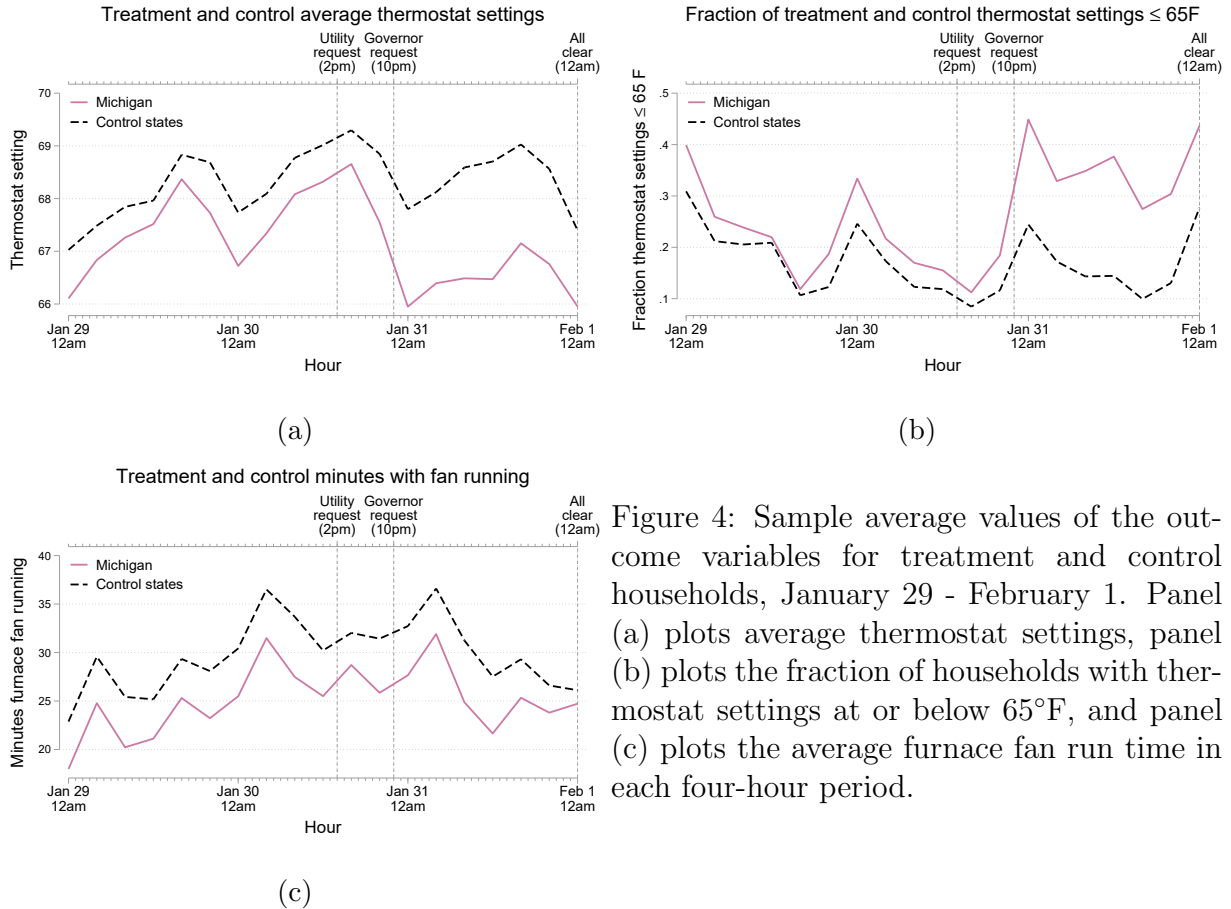 Treatment and control average thermostat settings
Utility request (2pm)
Governor request (10pm)
All clear (12am)
Thermostat setting
70
69
68
67
66
Michigan
Control states
Jan 29 12am
Jan 30 12am
Jan 31 12am
Feb 1 12am
Hour
(a)
Fraction of treatment and control thermostat settings ≤ 65F
Utility request (2pm)
Governor request (10pm)
All clear (12am)
Fraction thermostat settings ≤ 65 F
.5
.4
.3
.2
.1
Michigan
Control states
Jan 29 12am
Jan 30 12am
Jan 31 12am
Feb 1 12am
Hour
(b)
Treatment and control minutes with fan running
Utility request (2pm)
Governor request (10pm)
All clear (12am)
Minutes furnace fan running
40
35
30
25
20
Michigan
Control states
Jan 29 12am
Jan 30 12am
Jan 31 12am
Feb 1 12am
Hour
(c)
Figure 4: Sample average values of the out-
come variables for treatment and control
households, January 29 - February 1. Panel
(a) plots average thermostat settings, panel
(b) plots the fraction of households with ther-
mostat settings at or below 65°F, and panel
(c) plots the average furnace fan run time in
each four-hour period.